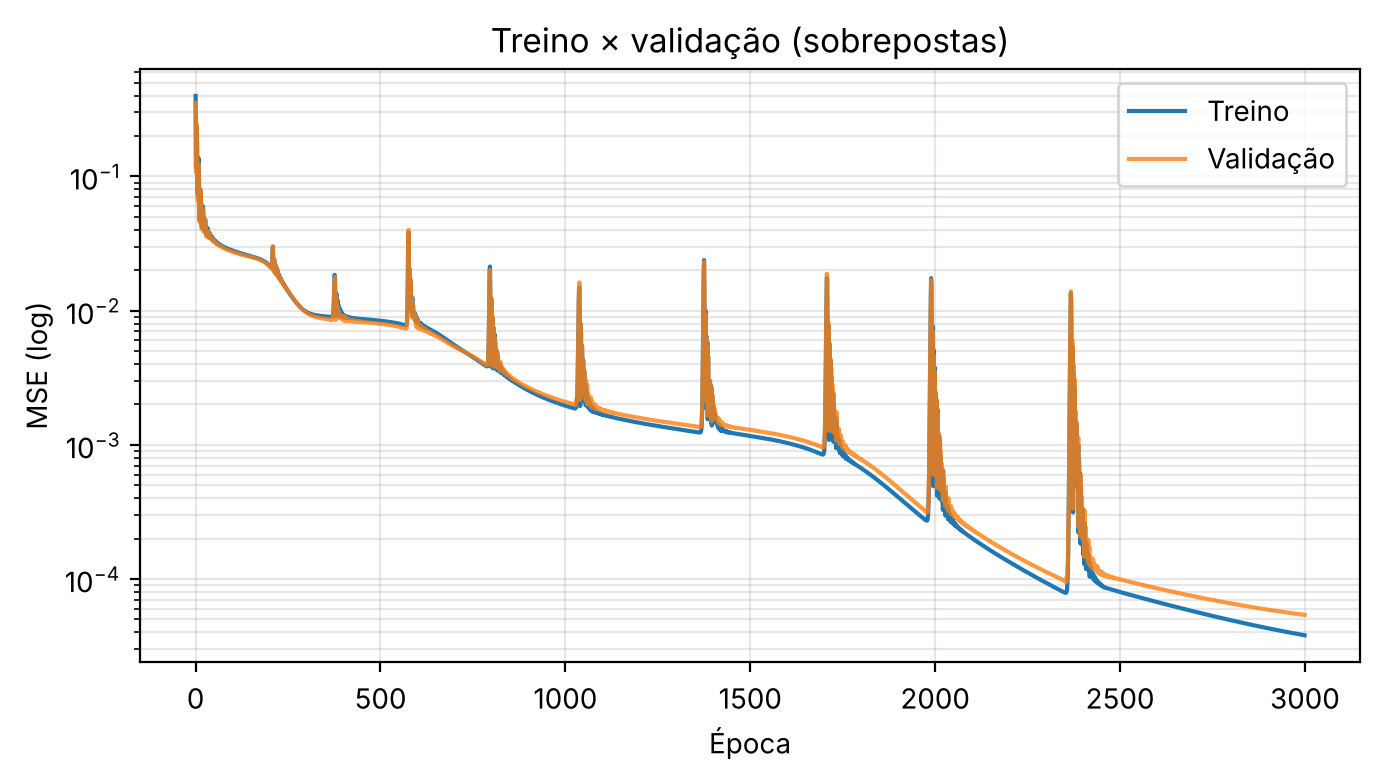 Treino × validação (sobrepostas)
Treino
Validação
MSE (log)
10⁻¹
10⁻²
10⁻³
10⁻⁴
0 500 1000 1500 2000 2500 3000
Época